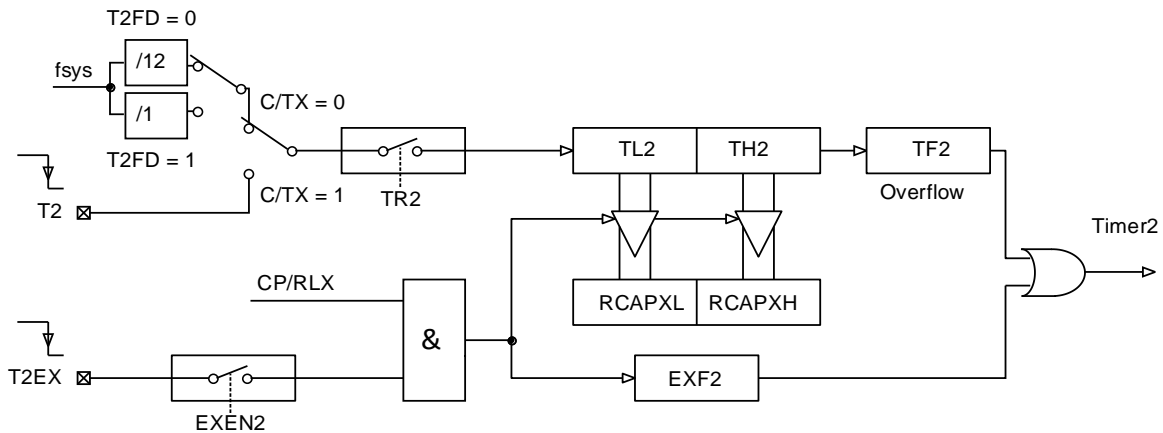 T2FD = 0
/12
fsys
/1
T2FD = 1
C/TX = 0
C/TX = 1
T2
TR2
TL2
TH2
TF2
Overflow
Timer2
CP/RLX
RCAPXL
RCAPXH
&
T2EX
EXEN2
EXF2